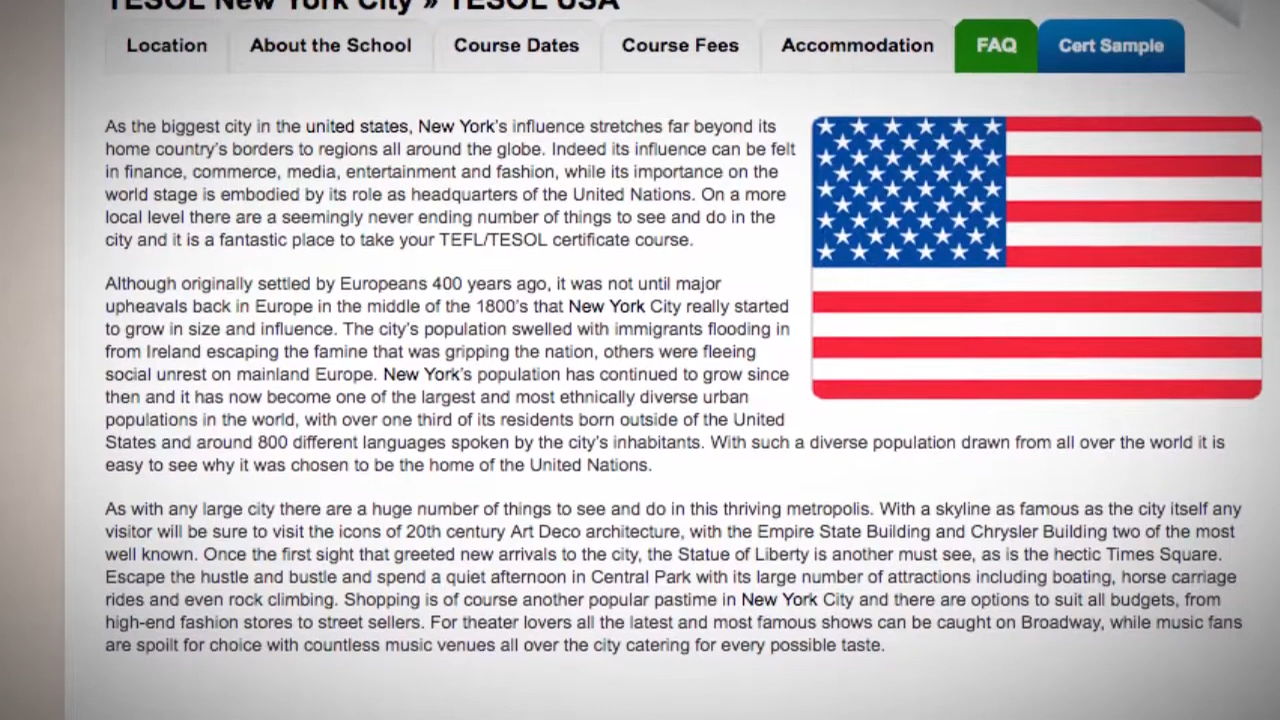 TESOL New York City » TESOL USA
Location About the School Course Dates Course Fees Accommodation FAQ Cert Sample
As the biggest city in the united states, New York's influence stretches far beyond its
home country's borders to regions all around the globe. Indeed its influence can be felt
in finance, commerce, media, entertainment and fashion, while its importance on the
world stage is embodied by its role as headquarters of the United Nations. On a more
local level there are a seemingly never ending number of things to see and do in the
city and it is a fantastic place to take your TEFL/TESOL certificate course.
Although originally settled by Europeans 400 years ago, it was not until major
upheavals back in Europe in the middle of the 1800's that New York City really started
to grow in size and influence. The city's population swelled with immigrants flooding in
from Ireland escaping the famine that was gripping the nation, others were fleeing
social unrest on mainland Europe. New York's population has continued to grow since
then and it has now become one of the largest and most ethnically diverse urban
populations in the world, with over one third of its residents born outside of the United
States and around 800 different languages spoken by the city's inhabitants. With such a diverse population drawn from all over the world it is
easy to see why it was chosen to be the home of the United Nations.
As with any large city there are a huge number of things to see and do in this thriving metropolis. With a skyline as famous as the city itself any
visitor will be sure to visit the icons of 20th century Art Deco architecture, with the Empire State Building and Chrysler Building two of the most
well known. Once the first sight that greeted new arrivals to the city, the Statue of Liberty is another must see, as is the hectic Times Square.
Escape the hustle and bustle and spend a quiet afternoon in Central Park with its large number of attractions including boating, horse carriage
rides and even rock climbing. Shopping is of course another popular pastime in New York City and there are options to suit all budgets, from
high-end fashion stores to street sellers. For theater lovers all the latest and most famous shows can be caught on Broadway, while music fans
are spoilt for choice with countless music venues all over the city catering for every possible taste.